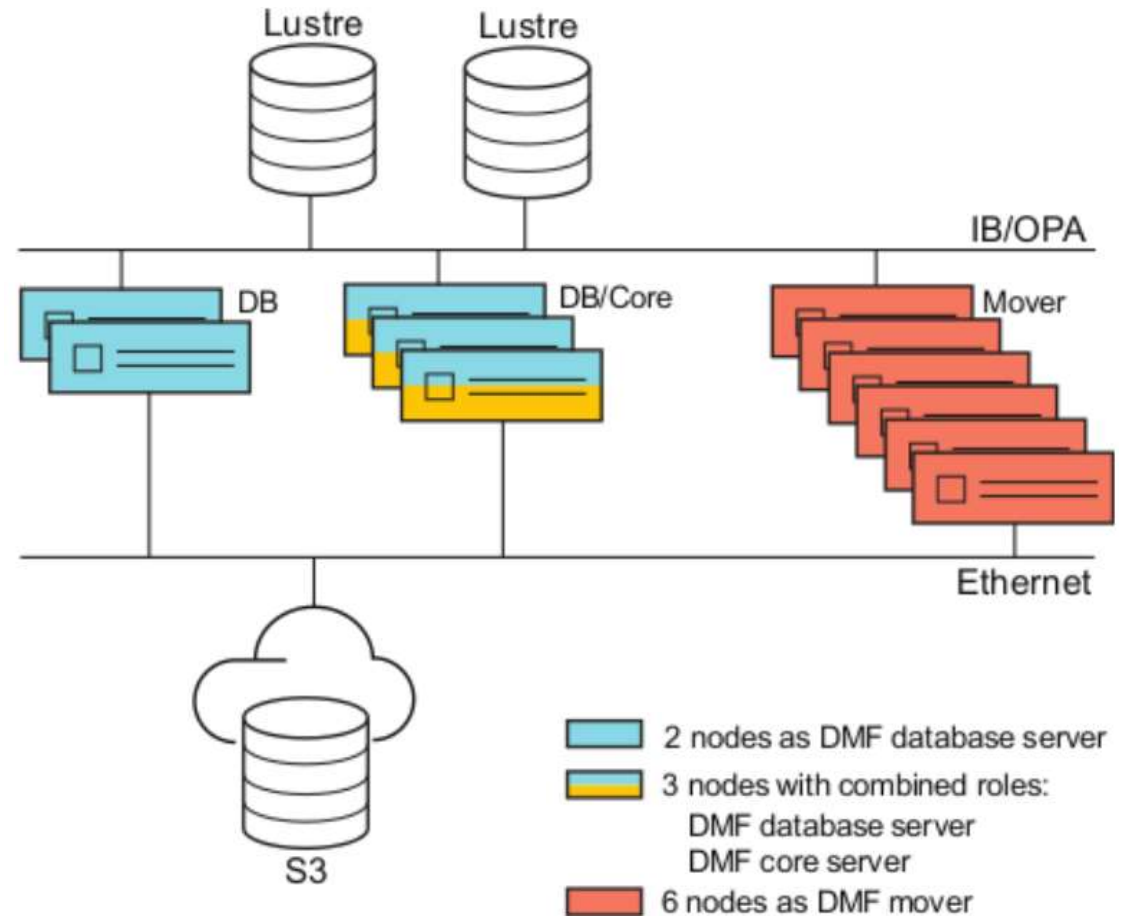 Lustre
Lustre
IB/OPA
DB
DB/Core
Mover
Ethernet
S3
2 nodes as DMF database server
3 nodes with combined roles:
DMF database server
DMF core server
6 nodes as DMF mover